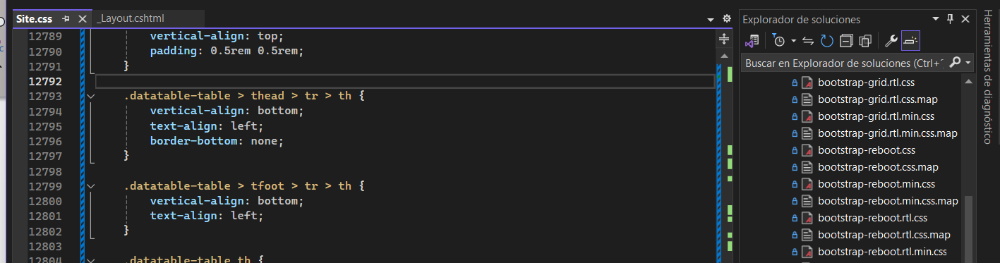 Site.css
_Layout.cshtml
12789 vertical-align: top;
12790 padding: 0.5rem 0.5rem;
12791 }
12792
12793 .datatable-table > thead > tr > th {
12794 vertical-align: bottom;
12795 text-align: left;
12796 border-bottom: none;
12797 }
12798
12799 .datatable-table > tfoot > tr > th {
12800 vertical-align: bottom;
12801 text-align: left;
12802 }
12803
12804 .datatable-table th {
Explorador de soluciones
Buscar en Explorador de soluciones (Ctrl+
bootstrap-grid.rtl.css
bootstrap-grid.rtl.css.map
bootstrap-grid.rtl.min.css
bootstrap-grid.rtl.min.css.map
bootstrap-reboot.css
bootstrap-reboot.css.map
bootstrap-reboot.min.css
bootstrap-reboot.min.css.map
bootstrap-reboot.rtl.css
bootstrap-reboot.rtl.css.map
bootstrap-reboot.rtl.min.css
Herramientas de diagnóstico